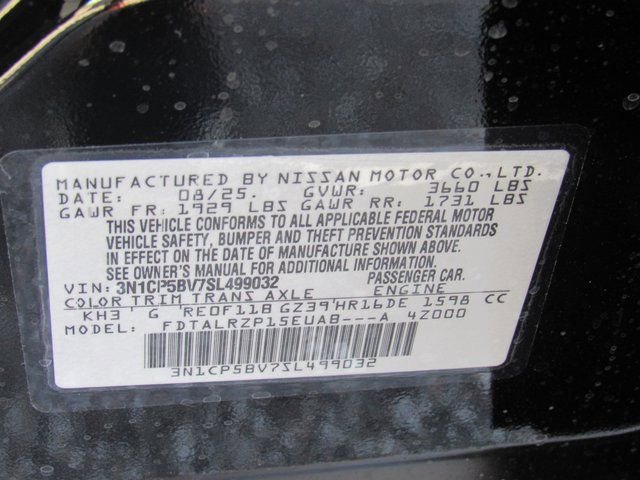 MANUFACTURED BY NISSAN MOTOR CO.,LTD.
DATE: 08/25. GVWR: 3660 LBS
GAWR FR: 1929 LBS GAWR RR: 1731 LBS
THIS VEHICLE CONFORMS TO ALL APPLICABLE FEDERAL MOTOR
VEHICLE SAFETY, BUMPER AND THEFT PREVENTION STANDARDS
IN EFFECT ON THE DATE OF MANUFACTURE SHOWN ABOVE.
SEE OWNERS MANUAL FOR ADDITIONAL INFORMATION.
VIN: 3N1CP5BV7SL499032 PASSENGER CAR.
COLOR TRIM TRANS AXLE ENGINE
KH3 G RE0F11B GZ39 HR16DE 1598 CC
MODEL: FDTALRZP15EUAB---A 4Z000
3N1CP5BV7SL499032